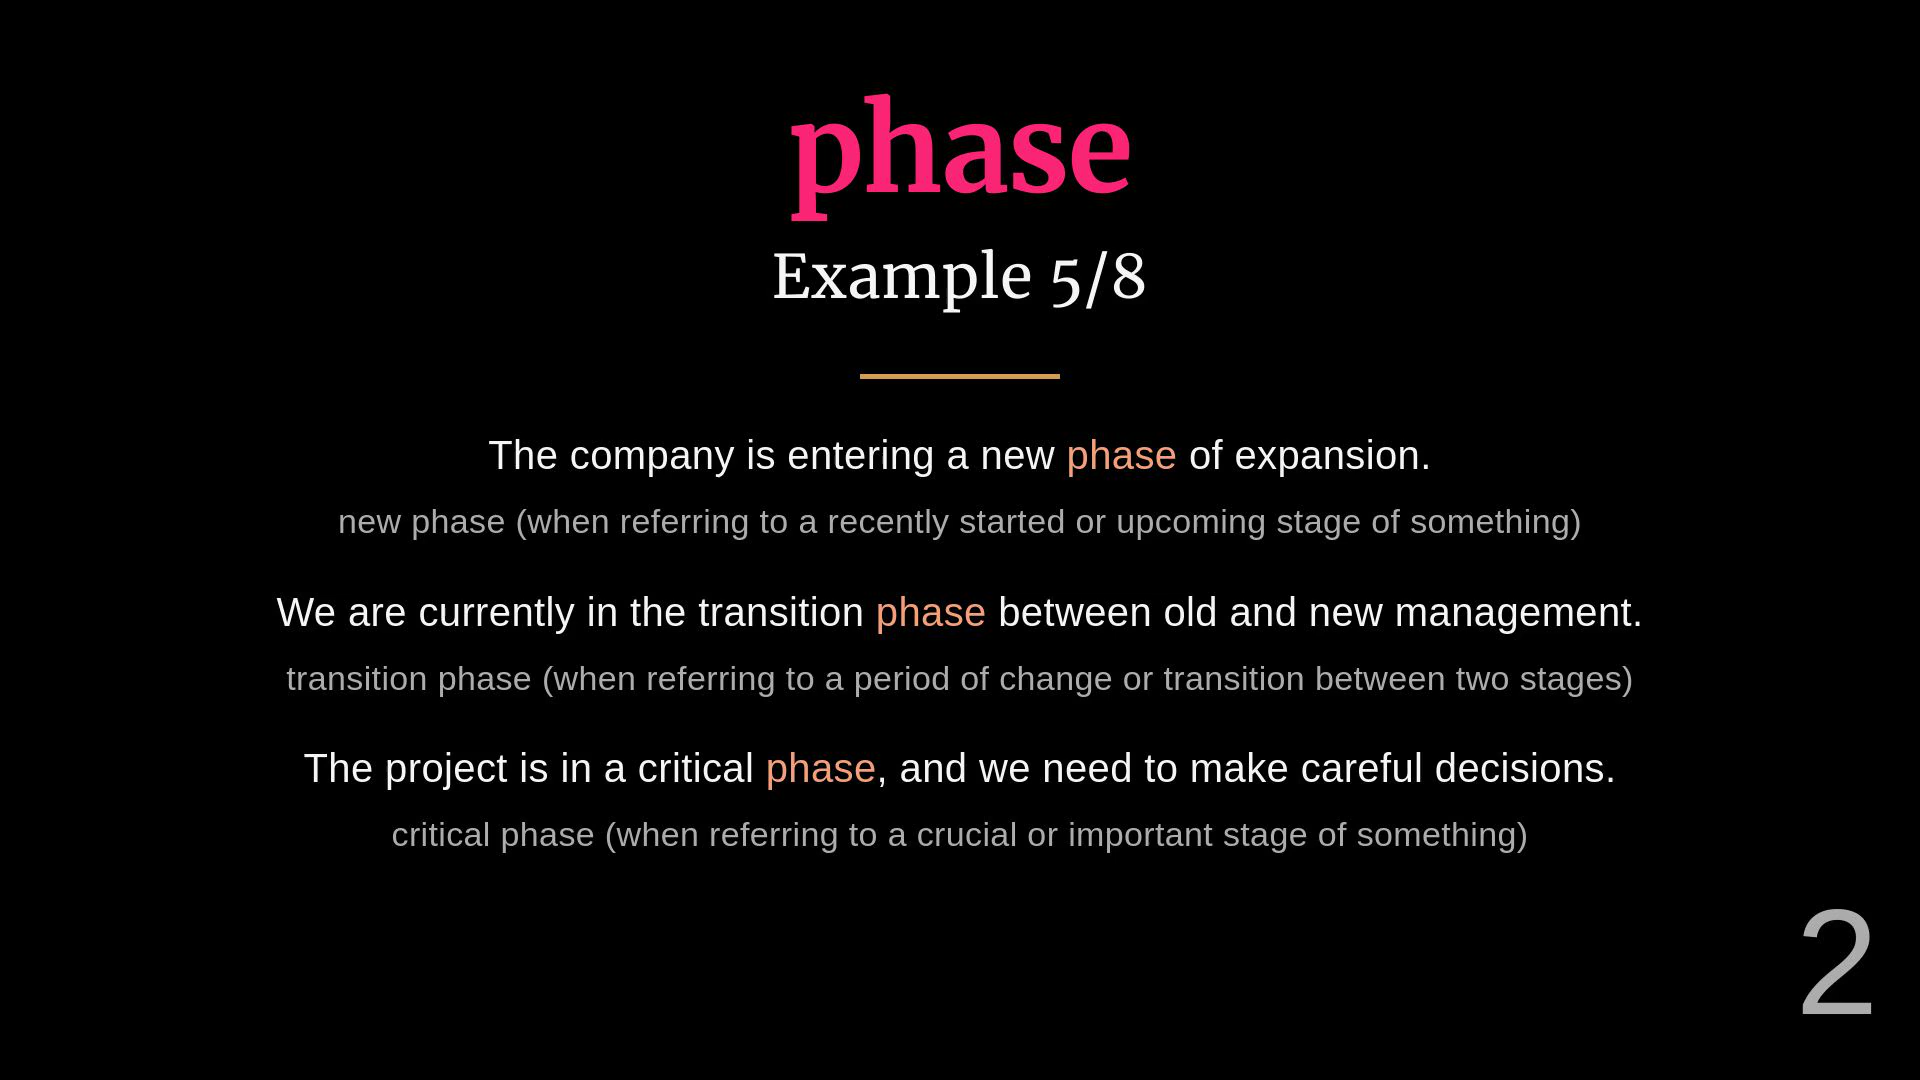 phase
Example 5/8
The company is entering a new phase of expansion.
new phase (when referring to a recently started or upcoming stage of something)
We are currently in the transition phase between old and new management.
transition phase (when referring to a period of change or transition between two stages)
The project is in a critical phase, and we need to make careful decisions.
critical phase (when referring to a crucial or important stage of something)
2